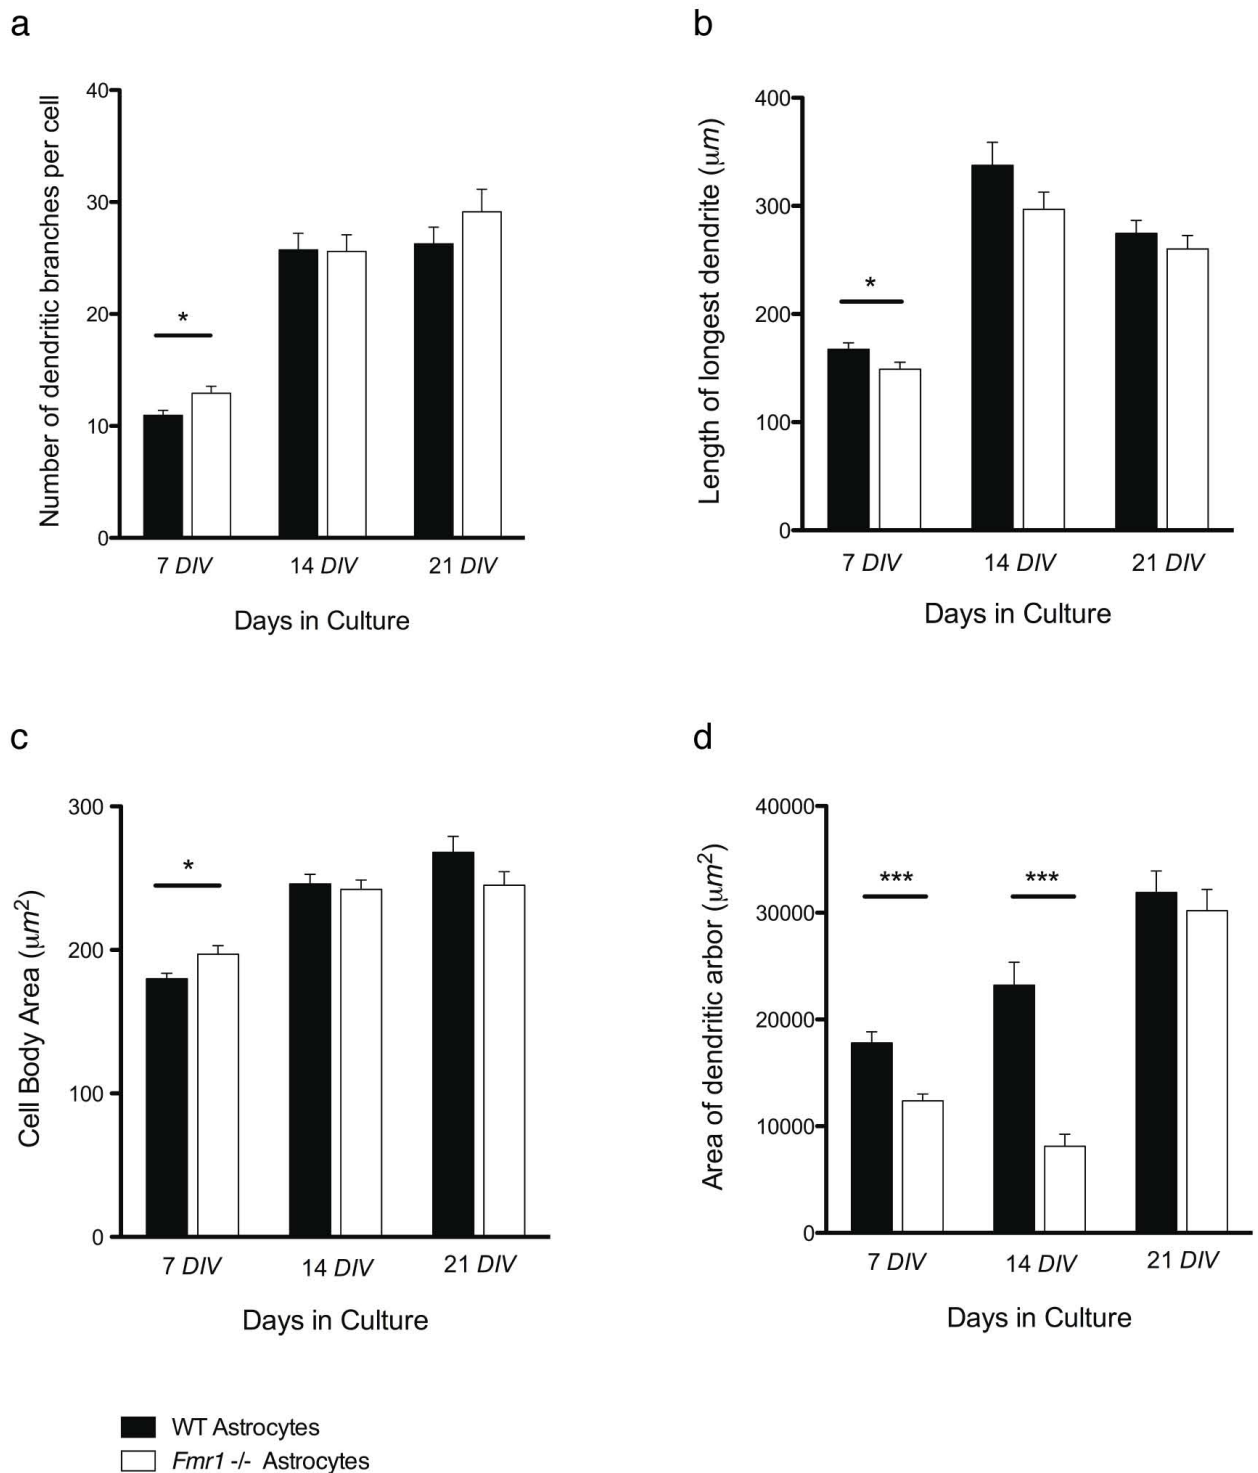 a
Number of dendritic branches per cell
40
30
20
10
0
*
7 DIV
14 DIV
21 DIV
Days in Culture
b
Length of longest dendrite (μm)
400
300
200
100
0
*
7 DIV
14 DIV
21 DIV
Days in Culture
c
Cell Body Area (μm²)
300
200
100
0
*
7 DIV
14 DIV
21 DIV
Days in Culture
d
Area of dendritic arbor (μm²)
40000
30000
20000
10000
0
***
***
7 DIV
14 DIV
21 DIV
Days in Culture
WT Astrocytes
Fmr1 -/- Astrocytes